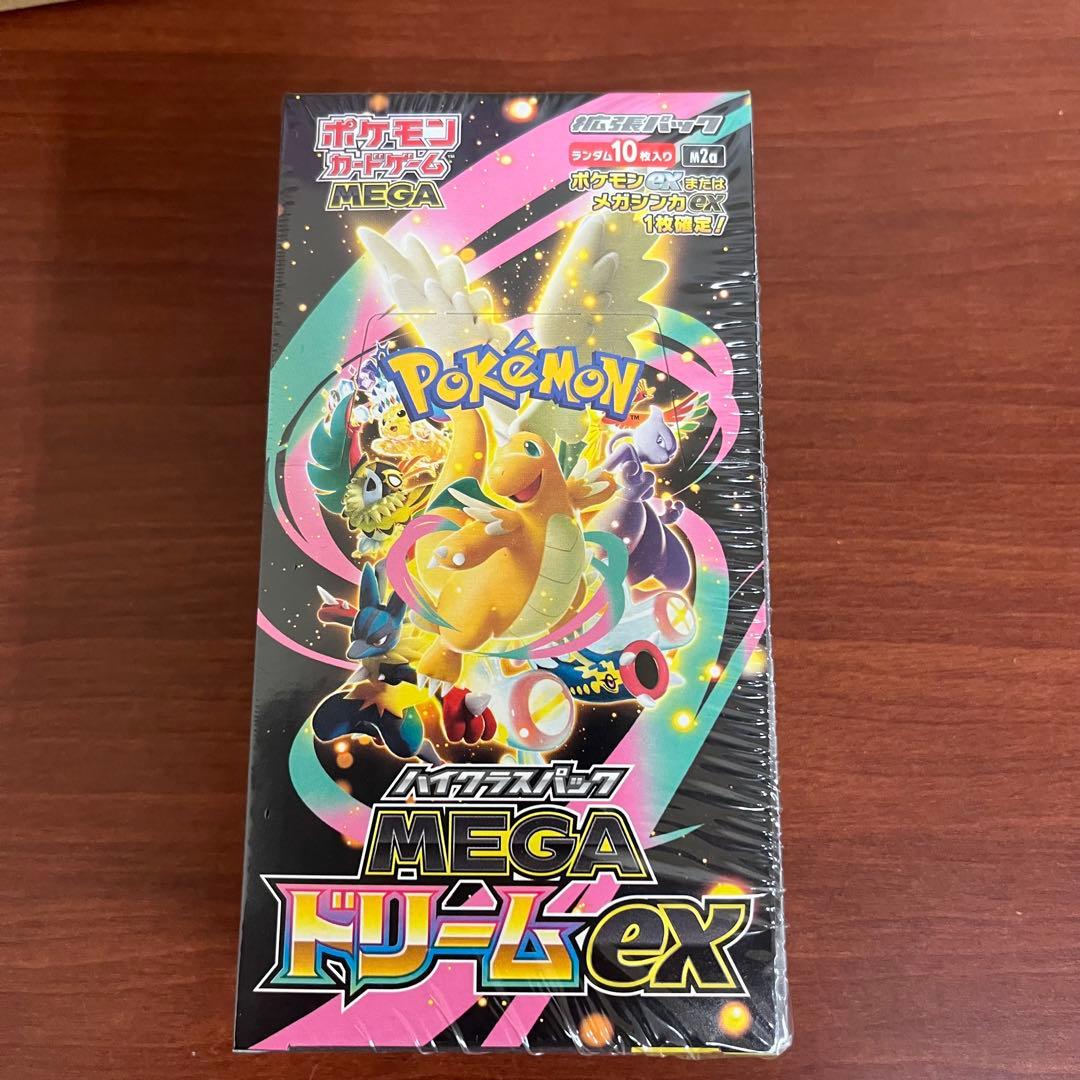 ポケモン
カードゲーム™
MEGA
拡張パック
ランダム10枚入り M2a
ポケモンexまたは
メガシンカex
1枚確定!
POKéMON™
ハイクラスパック
MEGA
ドリームex